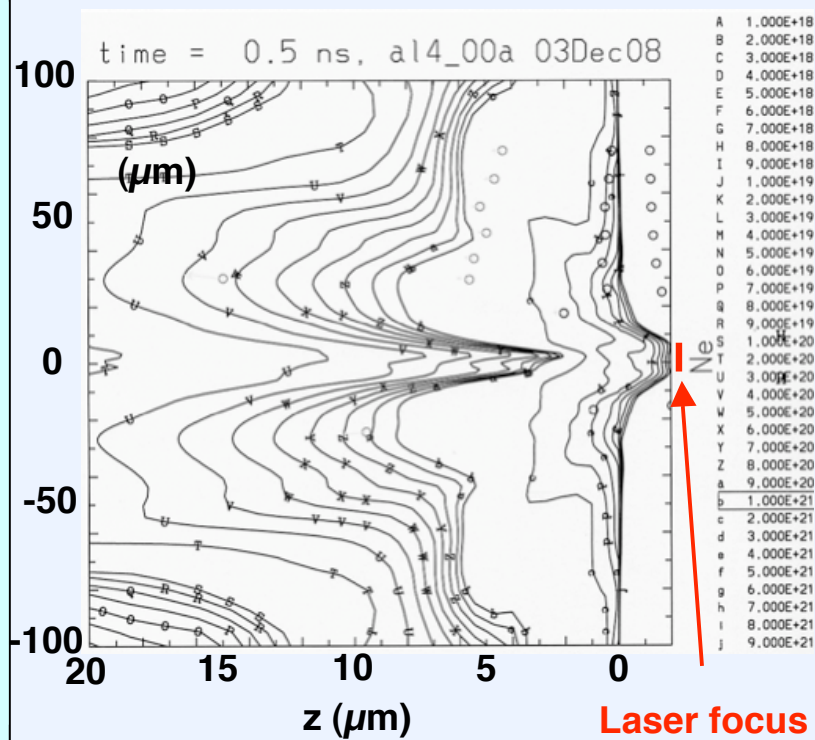 time = 0.5 ns, al4_00a 03Dec08
100
50
0
-50
-100
(µm)
20 15 10 5 0
z (µm)
Laser focus
Ne
A 1.000E+18
B 2.000E+18
C 3.000E+18
D 4.000E+18
E 5.000E+18
F 6.000E+18
G 7.000E+18
H 8.000E+18
I 9.000E+18
J 1.000E+19
K 2.000E+19
L 3.000E+19
M 4.000E+19
N 5.000E+19
O 6.000E+19
P 7.000E+19
Q 8.000E+19
R 9.000E+19
S 1.000E+20
T 2.000E+20
U 3.000E+20
V 4.000E+20
W 5.000E+20
X 6.000E+20
Y 7.000E+20
Z 8.000E+20
a 9.000E+20
b 1.000E+21
c 2.000E+21
d 3.000E+21
e 4.000E+21
f 5.000E+21
g 6.000E+21
h 7.000E+21
i 8.000E+21
j 9.000E+21